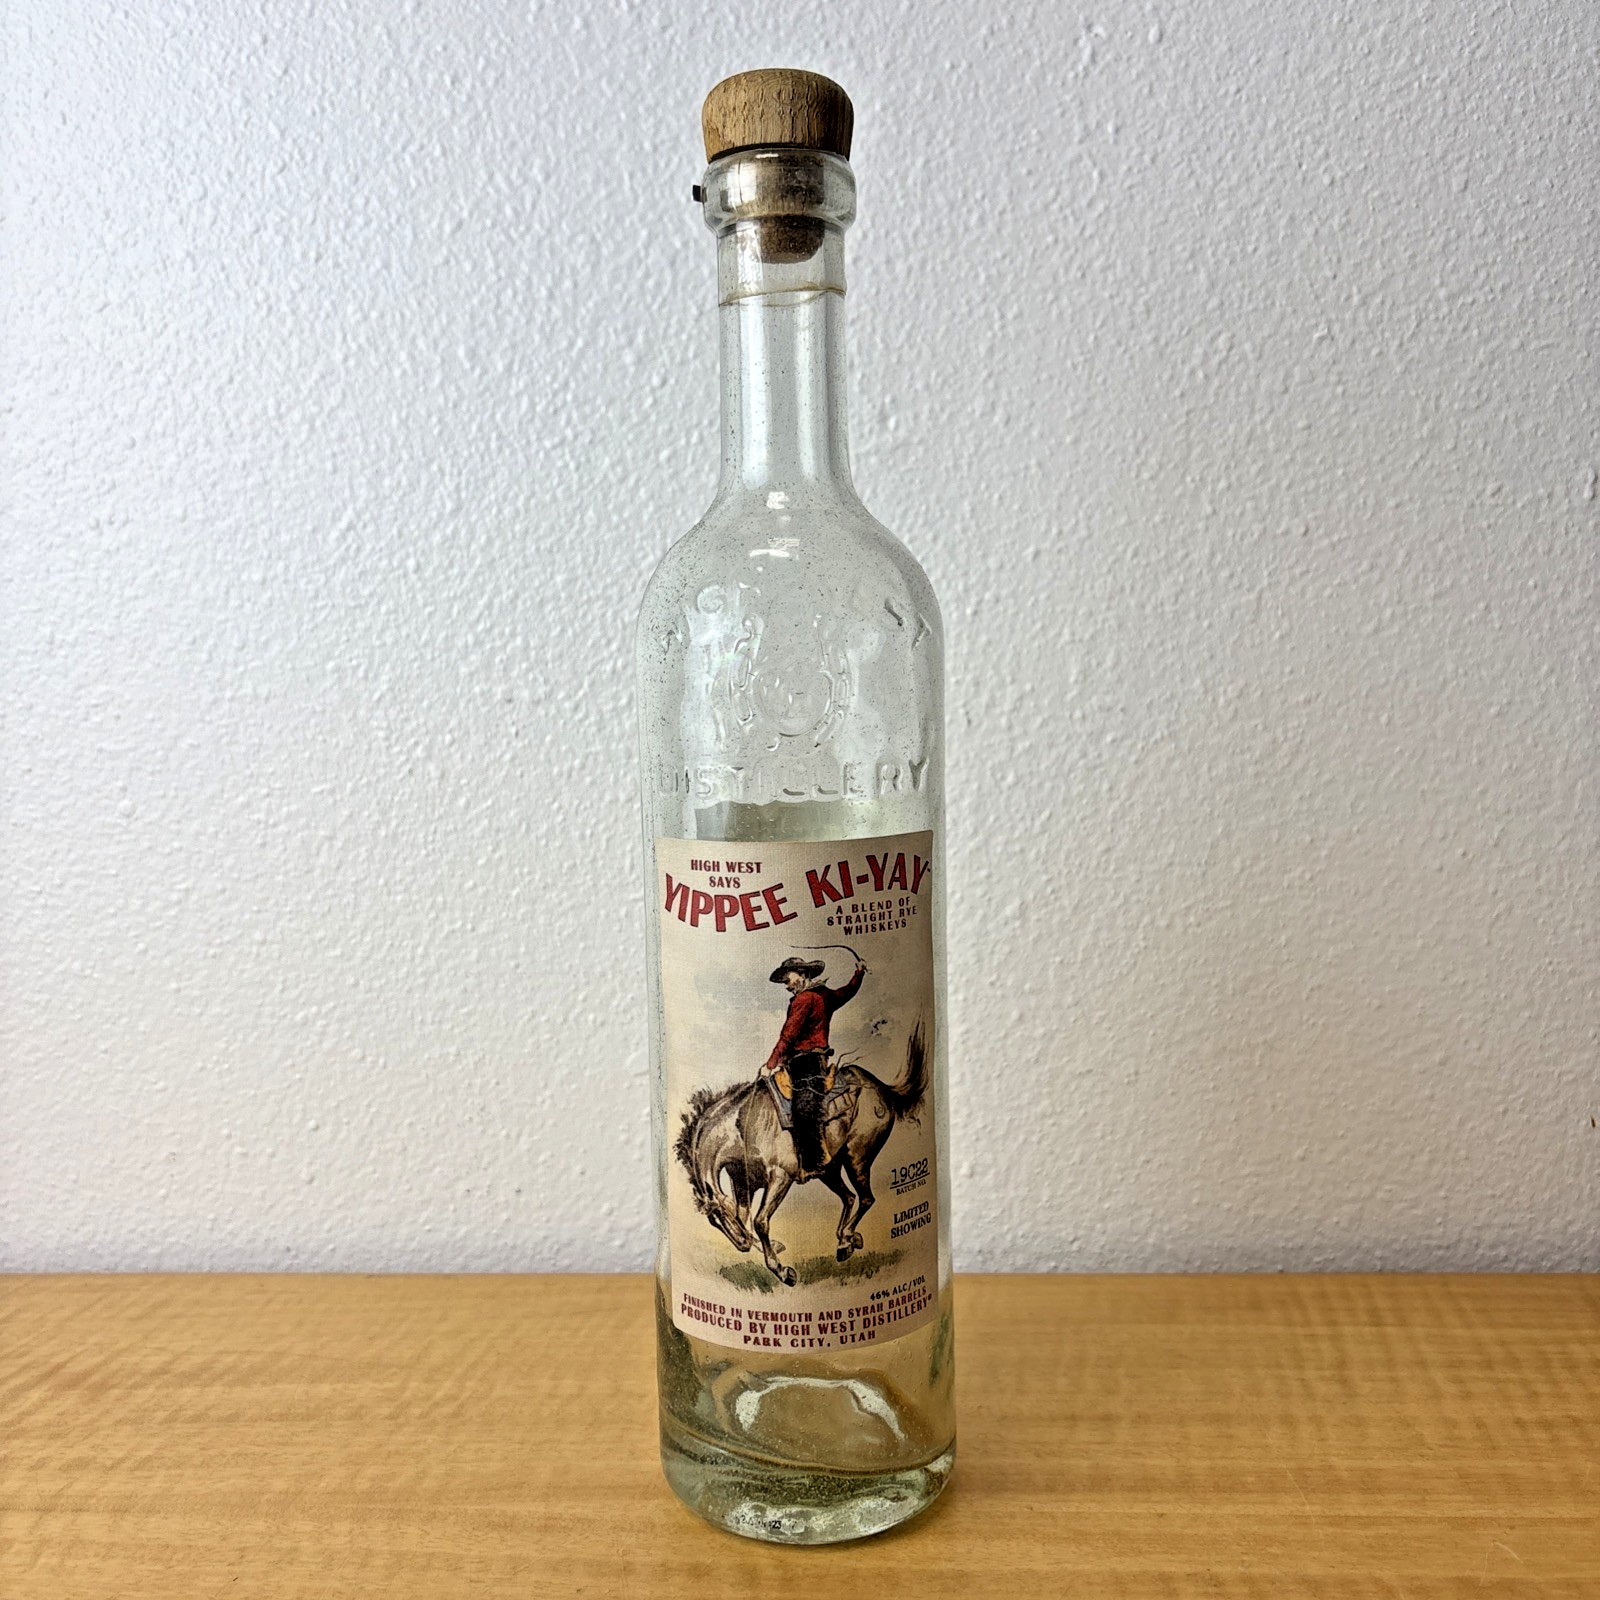 DISTILLERY
HIGH WEST
SAYS
YIPPEE KI-YAY
A BLEND OF
STRAIGHT RYE
WHISKEYS
19C22
BATCH NO.
LIMITED
SHOWING
46% ALC/VOL
FINISHED IN VERMOUTH AND SYRAH BARRELS
PRODUCED BY HIGH WEST DISTILLERY®
PARK CITY, UTAH